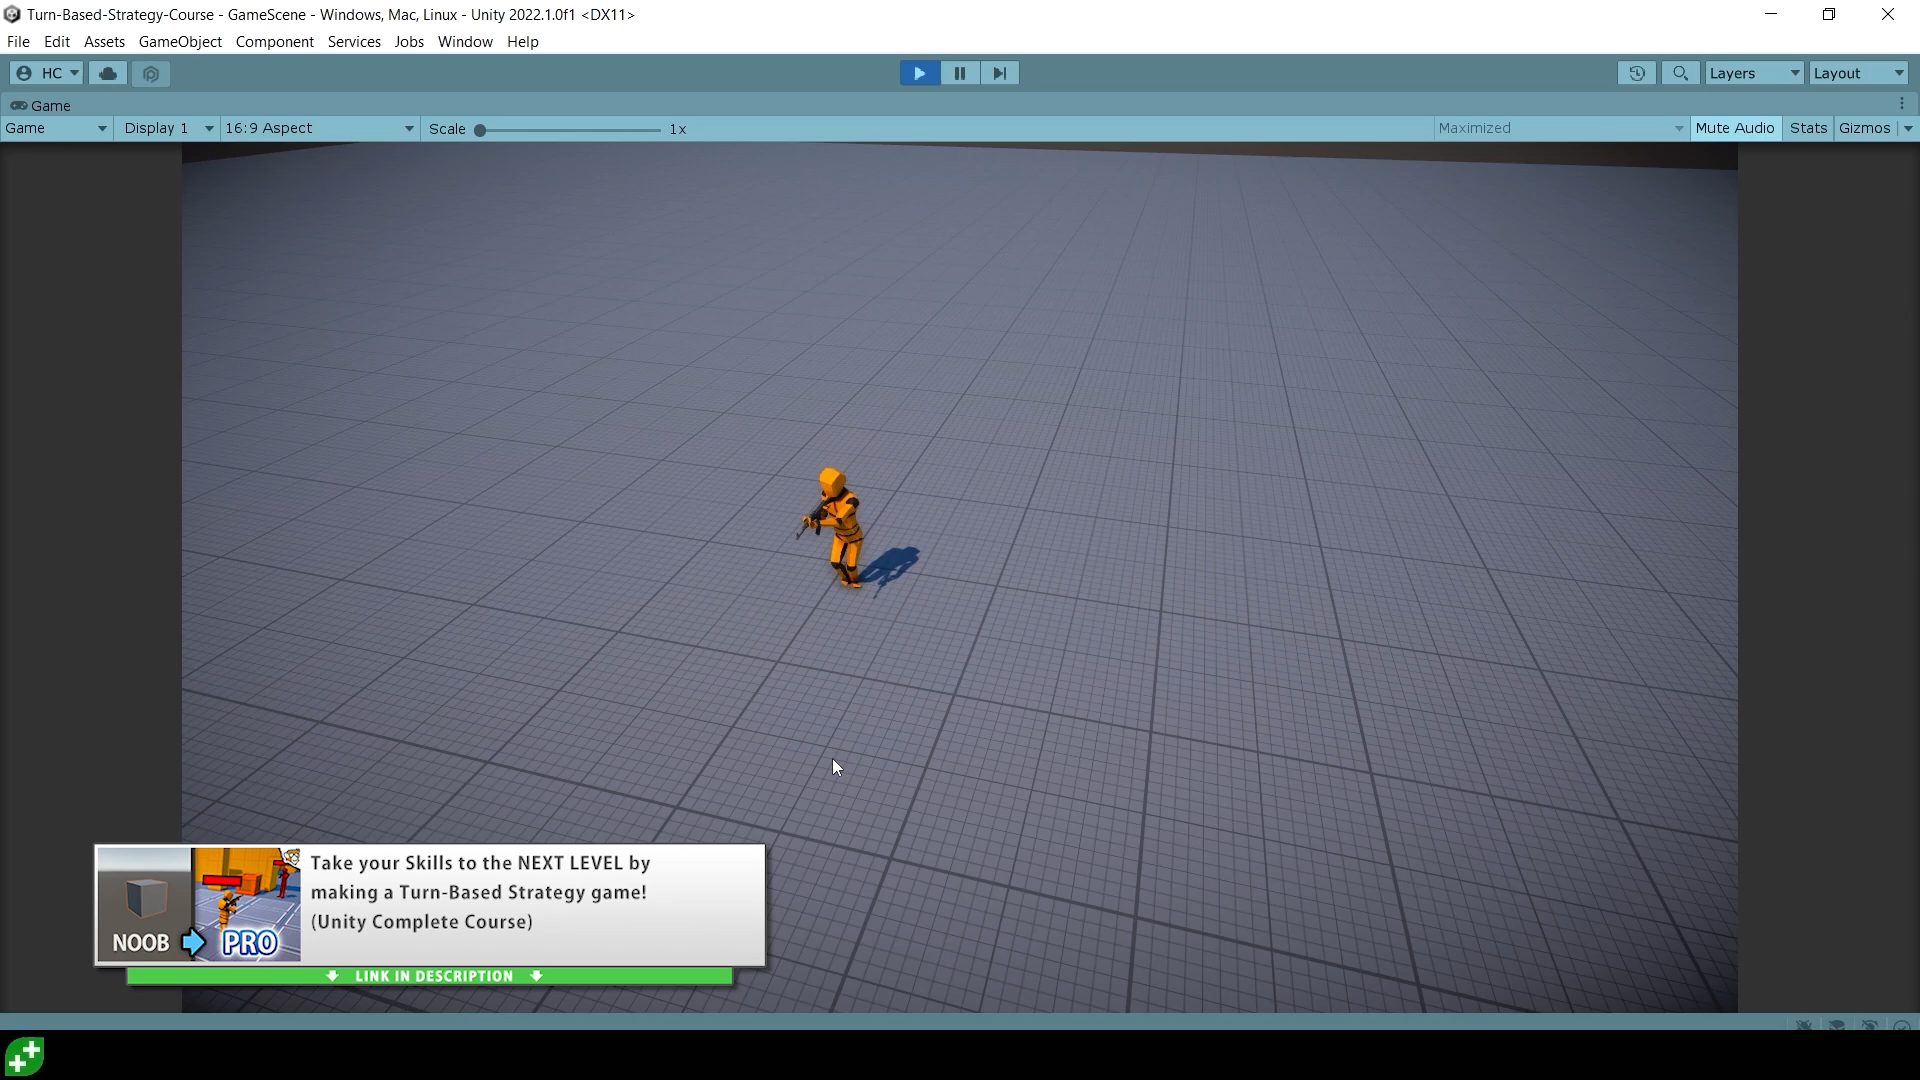 Turn-Based-Strategy-Course - GameScene - Windows, Mac, Linux - Unity 2022.1.0f1 <DX11>
File Edit Assets GameObject Component Services Jobs Window Help
HC Layers Layout
Game
Game Display 1 16:9 Aspect Scale 1x Maximized Mute Audio Stats Gizmos
Take your Skills to the NEXT LEVEL by
making a Turn-Based Strategy game!
(Unity Complete Course)
NOOB PRO
LINK IN DESCRIPTION